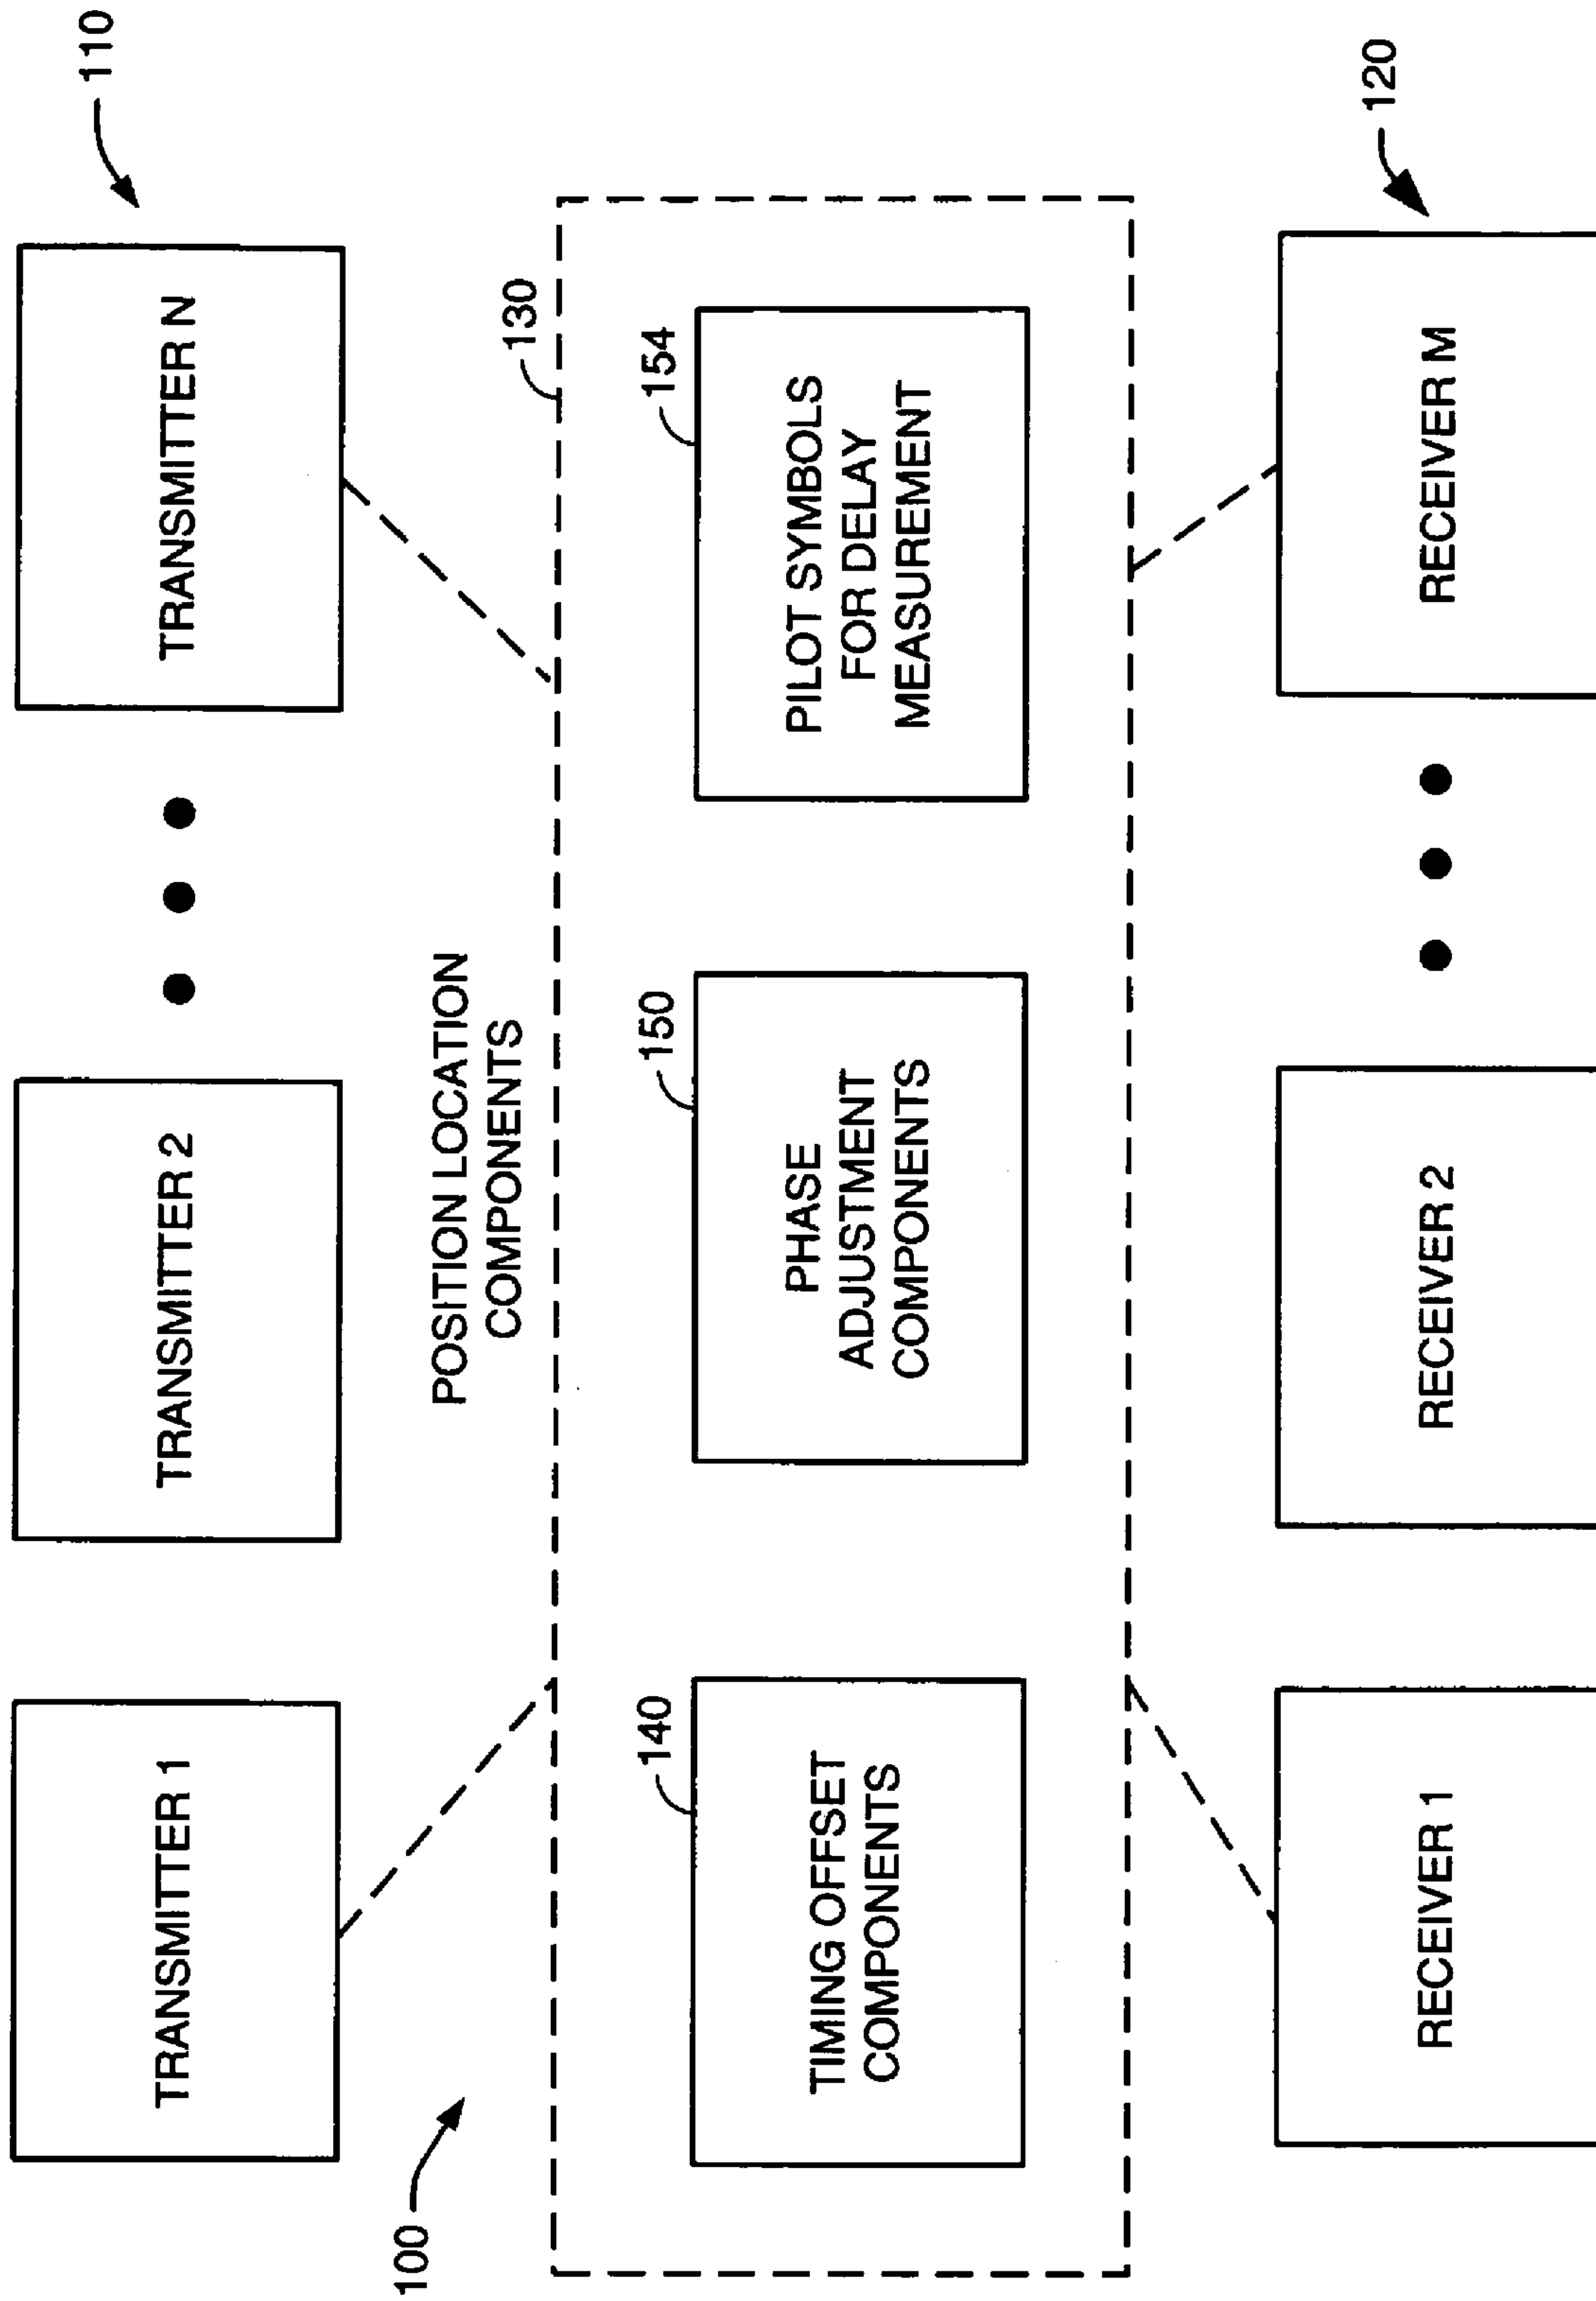 110
TRANSMITTER 1
TRANSMITTER 2
TRANSMITTER N
100
POSITION LOCATION
COMPONENTS
130
140
TIMING OFFSET
COMPONENTS
150
PHASE
ADJUSTMENT
COMPONENTS
154
PILOT SYMBOLS
FOR DELAY
MEASUREMENT
120
RECEIVER 1
RECEIVER 2
RECEIVER M